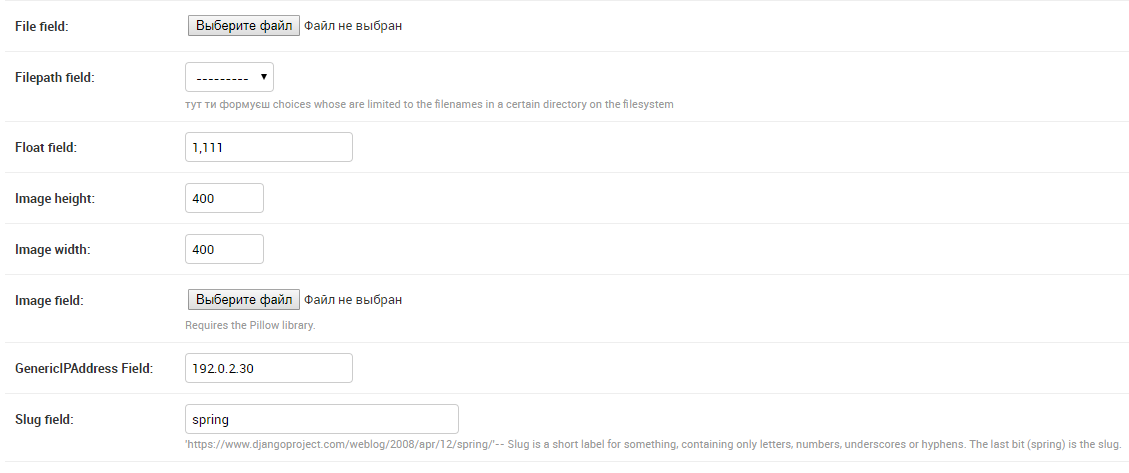 File field: Выберите файл Файл не выбран
Filepath field: ---------
тут ти формуєш choices whose are limited to the filenames in a certain directory on the filesystem
Float field: 1,111
Image height: 400
Image width: 400
Image field: Выберите файл Файл не выбран
Requires the Pillow library.
GenericIPAddress Field: 192.0.2.30
Slug field: spring
'https://www.djangoproject.com/weblog/2008/apr/12/spring/'-- Slug is a short label for something, containing only letters, numbers, underscores or hyphens. The last bit (spring) is the slug.